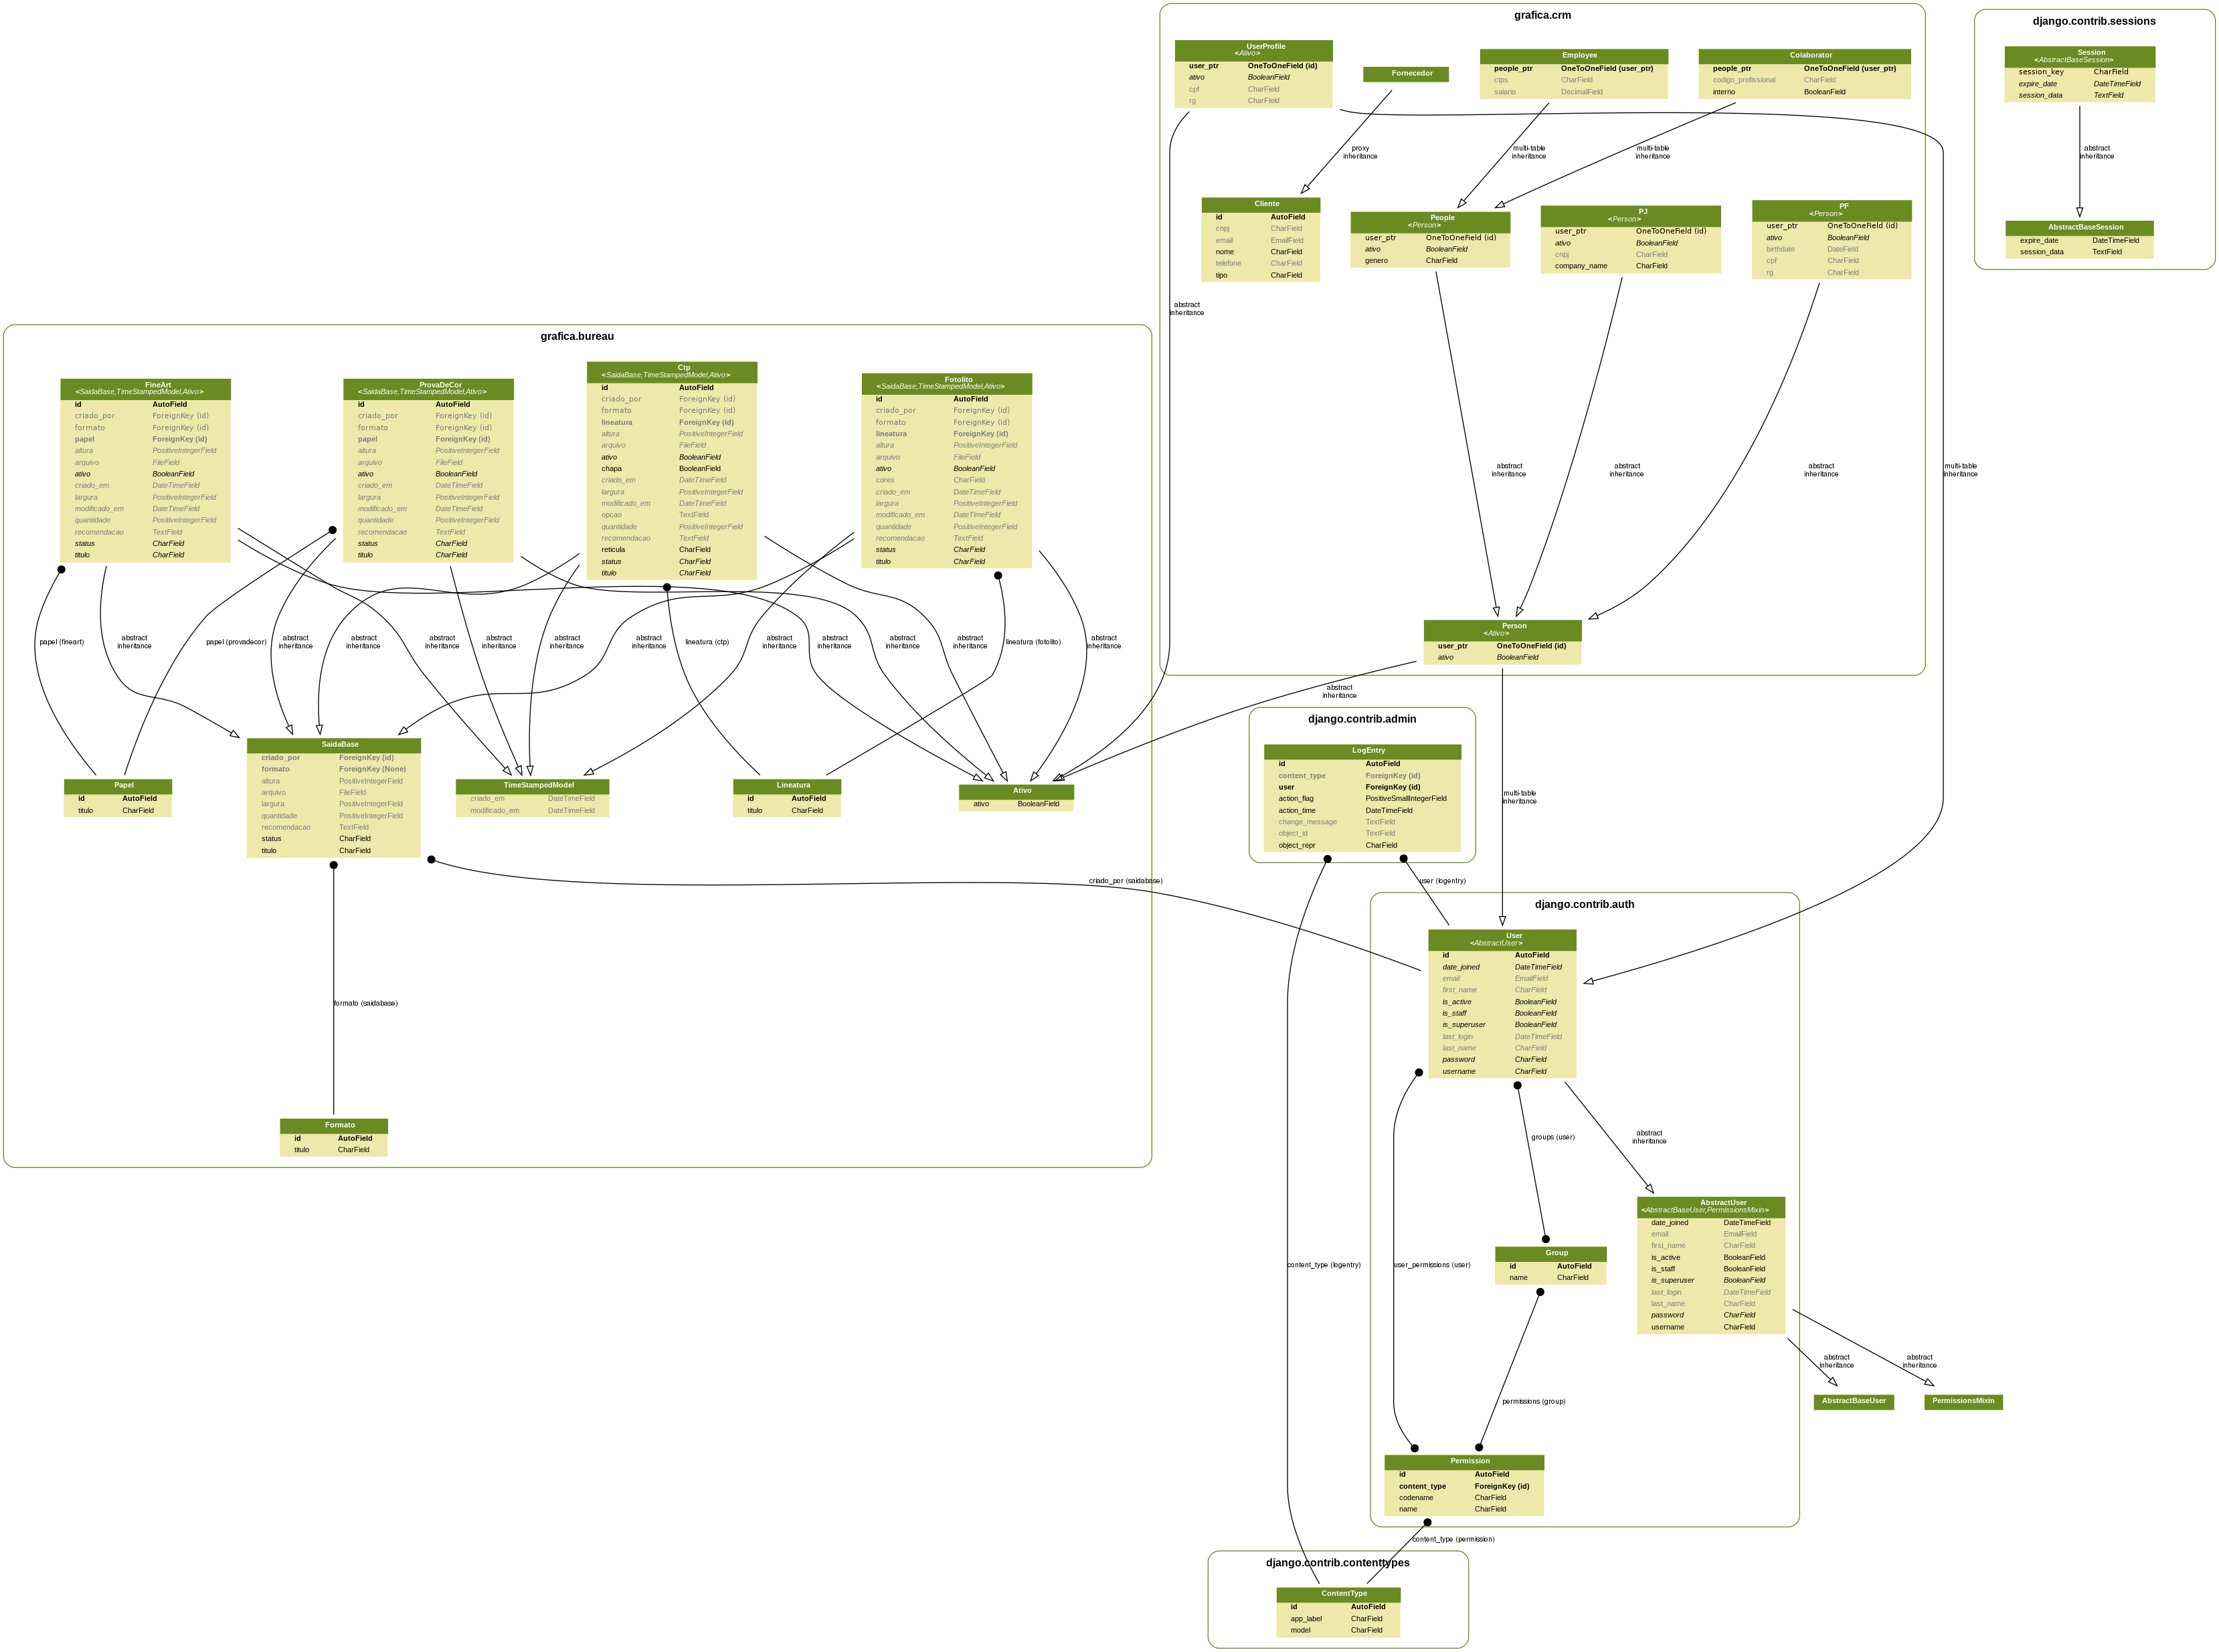 grafica.crm
UserProfile
<Ativo>
user_ptr OneToOneField (id)
ativo BooleanField
cpf CharField
rg CharField
Fornecedor
Employee
people_ptr OneToOneField (user_ptr)
ctps CharField
salario DecimalField
Colaborator
people_ptr OneToOneField (user_ptr)
codigo_profissional CharField
interno BooleanField
proxy
inheritance
multi-table
inheritance
multi-table
inheritance
Cliente
id AutoField
cnpj CharField
email EmailField
nome CharField
telefone CharField
tipo CharField
People
<Person>
user_ptr OneToOneField (id)
ativo BooleanField
genero CharField
PJ
<Person>
user_ptr OneToOneField (id)
ativo BooleanField
cnpj CharField
company_name CharField
PF
<Person>
user_ptr OneToOneField (id)
ativo BooleanField
birthdate DateField
cpf CharField
rg CharField
abstract
inheritance
abstract
inheritance
abstract
inheritance
abstract
inheritance
multi-table
inheritance
Person
<Ativo>
user_ptr OneToOneField (id)
ativo BooleanField
abstract
inheritance
multi-table
inheritance
django.contrib.sessions
Session
<AbstractBaseSession>
session_key CharField
expire_date DateTimeField
session_data TextField
abstract
inheritance
AbstractBaseSession
expire_date DateTimeField
session_data TextField
grafica.bureau
FineArt
<SaidaBase,TimeStampedModel,Ativo>
id AutoField
criado_por ForeignKey (id)
formato ForeignKey (id)
papel ForeignKey (id)
altura PositiveIntegerField
arquivo FileField
ativo BooleanField
criado_em DateTimeField
largura PositiveIntegerField
modificado_em DateTimeField
quantidade PositiveIntegerField
recomendacao TextField
status CharField
titulo CharField
ProvaDeCor
<SaidaBase,TimeStampedModel,Ativo>
id AutoField
criado_por ForeignKey (id)
formato ForeignKey (id)
papel ForeignKey (id)
altura PositiveIntegerField
arquivo FileField
ativo BooleanField
criado_em DateTimeField
largura PositiveIntegerField
modificado_em DateTimeField
quantidade PositiveIntegerField
recomendacao TextField
status CharField
titulo CharField
Ctp
<SaidaBase,TimeStampedModel,Ativo>
id AutoField
criado_por ForeignKey (id)
formato ForeignKey (id)
lineatura ForeignKey (id)
altura PositiveIntegerField
arquivo FileField
ativo BooleanField
chapa BooleanField
criado_em DateTimeField
largura PositiveIntegerField
modificado_em DateTimeField
opcao TextField
quantidade PositiveIntegerField
recomendacao TextField
reticula CharField
status CharField
titulo CharField
Fotolito
<SaidaBase,TimeStampedModel,Ativo>
id AutoField
criado_por ForeignKey (id)
formato ForeignKey (id)
lineatura ForeignKey (id)
altura PositiveIntegerField
arquivo FileField
ativo BooleanField
cores CharField
criado_em DateTimeField
largura PositiveIntegerField
modificado_em DateTimeField
quantidade PositiveIntegerField
recomendacao TextField
status CharField
titulo CharField
papel (fineart)
abstract
inheritance
papel (provadecor)
abstract
inheritance
abstract
inheritance
abstract
inheritance
abstract
inheritance
abstract
inheritance
abstract
inheritance
lineatura (ctp)
abstract
inheritance
abstract
inheritance
abstract
inheritance
abstract
inheritance
lineatura (fotolito)
abstract
inheritance
Papel
id AutoField
titulo CharField
SaidaBase
criado_por ForeignKey (id)
formato ForeignKey (None)
altura PositiveIntegerField
arquivo FileField
largura PositiveIntegerField
quantidade PositiveIntegerField
recomendacao TextField
status CharField
titulo CharField
TimeStampedModel
criado_em DateTimeField
modificado_em DateTimeField
Lineatura
id AutoField
titulo CharField
Ativo
ativo BooleanField
criado_por (saidabase)
formato (saidabase)
Formato
id AutoField
titulo CharField
django.contrib.admin
LogEntry
id AutoField
content_type ForeignKey (id)
user ForeignKey (id)
action_flag PositiveSmallIntegerField
action_time DateTimeField
change_message TextField
object_id TextField
object_repr CharField
user (logentry)
content_type (logentry)
django.contrib.auth
User
<AbstractUser>
id AutoField
date_joined DateTimeField
email EmailField
first_name CharField
is_active BooleanField
is_staff BooleanField
is_superuser BooleanField
last_login DateTimeField
last_name CharField
password CharField
username CharField
groups (user)
abstract
inheritance
user_permissions (user)
Group
id AutoField
name CharField
AbstractUser
<AbstractBaseUser,PermissionsMixin>
date_joined DateTimeField
email EmailField
first_name CharField
is_active BooleanField
is_staff BooleanField
is_superuser BooleanField
last_login DateTimeField
last_name CharField
password CharField
username CharField
abstract
inheritance
abstract
inheritance
AbstractBaseUser
PermissionsMixin
permissions (group)
Permission
id AutoField
content_type ForeignKey (id)
codename CharField
name CharField
content_type (permission)
django.contrib.contenttypes
ContentType
id AutoField
app_label CharField
model CharField